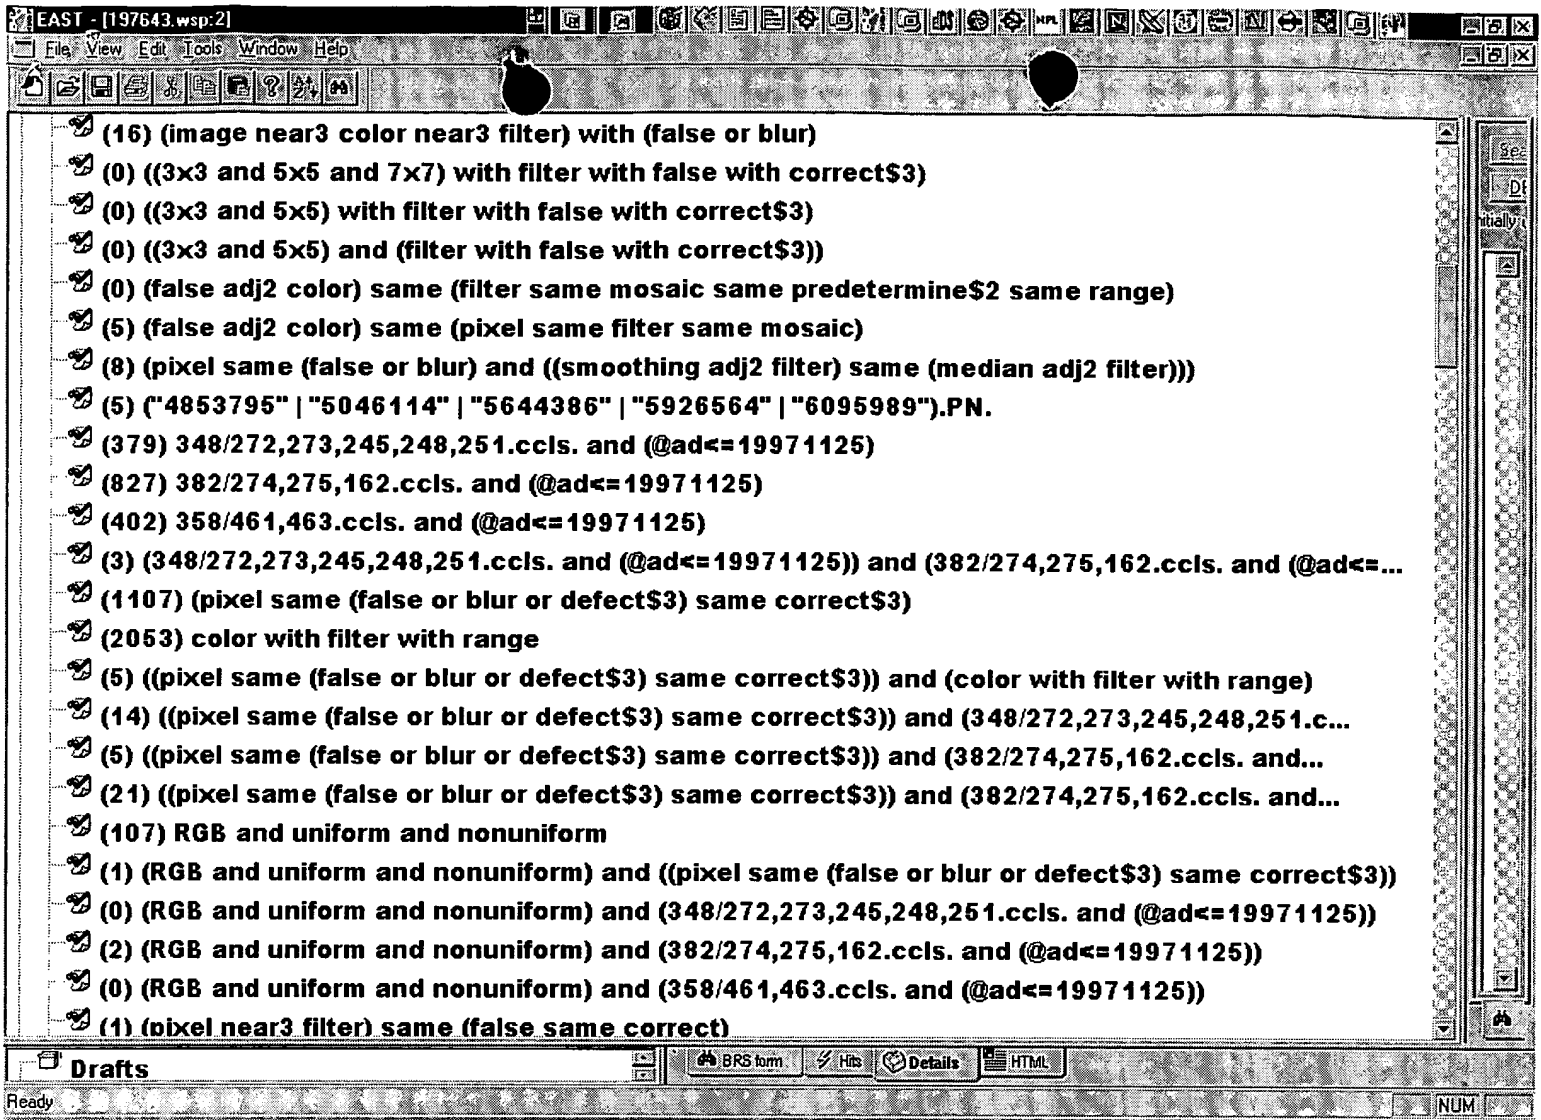 EAST - [197643.wsp:2]
File View Edit Tools Window Help
(16) (image near3 color near3 filter) with (false or blur)
(0) ((3x3 and 5x5 and 7x7) with filter with false with correct$3)
(0) ((3x3 and 5x5) with filter with false with correct$3)
(0) ((3x3 and 5x5) and (filter with false with correct$3))
(0) (false adj2 color) same (filter same mosaic same predetermine$2 same range)
(5) (false adj2 color) same (pixel same filter same mosaic)
(8) (pixel same (false or blur) and ((smoothing adj2 filter) same (median adj2 filter)))
(5) ("4853795" | "5046114" | "5644386" | "5926564" | "6095989").PN.
(379) 348/272,273,245,248,251.ccls. and (@ad<=19971125)
(827) 382/274,275,162.ccls. and (@ad<=19971125)
(402) 358/461,463.ccls. and (@ad<=19971125)
(3) (348/272,273,245,248,251.ccls. and (@ad<=19971125)) and (382/274,275,162.ccls. and (@ad<=...
(1107) (pixel same (false or blur or defect$3) same correct$3)
(2053) color with filter with range
(5) ((pixel same (false or blur or defect$3) same correct$3)) and (color with filter with range)
(14) ((pixel same (false or blur or defect$3) same correct$3)) and (348/272,273,245,248,251.c...
(5) ((pixel same (false or blur or defect$3) same correct$3)) and (382/274,275,162.ccls. and...
(21) ((pixel same (false or blur or defect$3) same correct$3)) and (382/274,275,162.ccls. and...
(107) RGB and uniform and nonuniform
(1) (RGB and uniform and nonuniform) and ((pixel same (false or blur or defect$3) same correct$3))
(0) (RGB and uniform and nonuniform) and (348/272,273,245,248,251.ccls. and (@ad<=19971125))
(2) (RGB and uniform and nonuniform) and (382/274,275,162.ccls. and (@ad<=19971125))
(0) (RGB and uniform and nonuniform) and (358/461,463.ccls. and (@ad<=19971125))
(1) (pixel near3 filter) same (false same correct)
Drafts
BRS form Hits Details HTML
Ready NUM